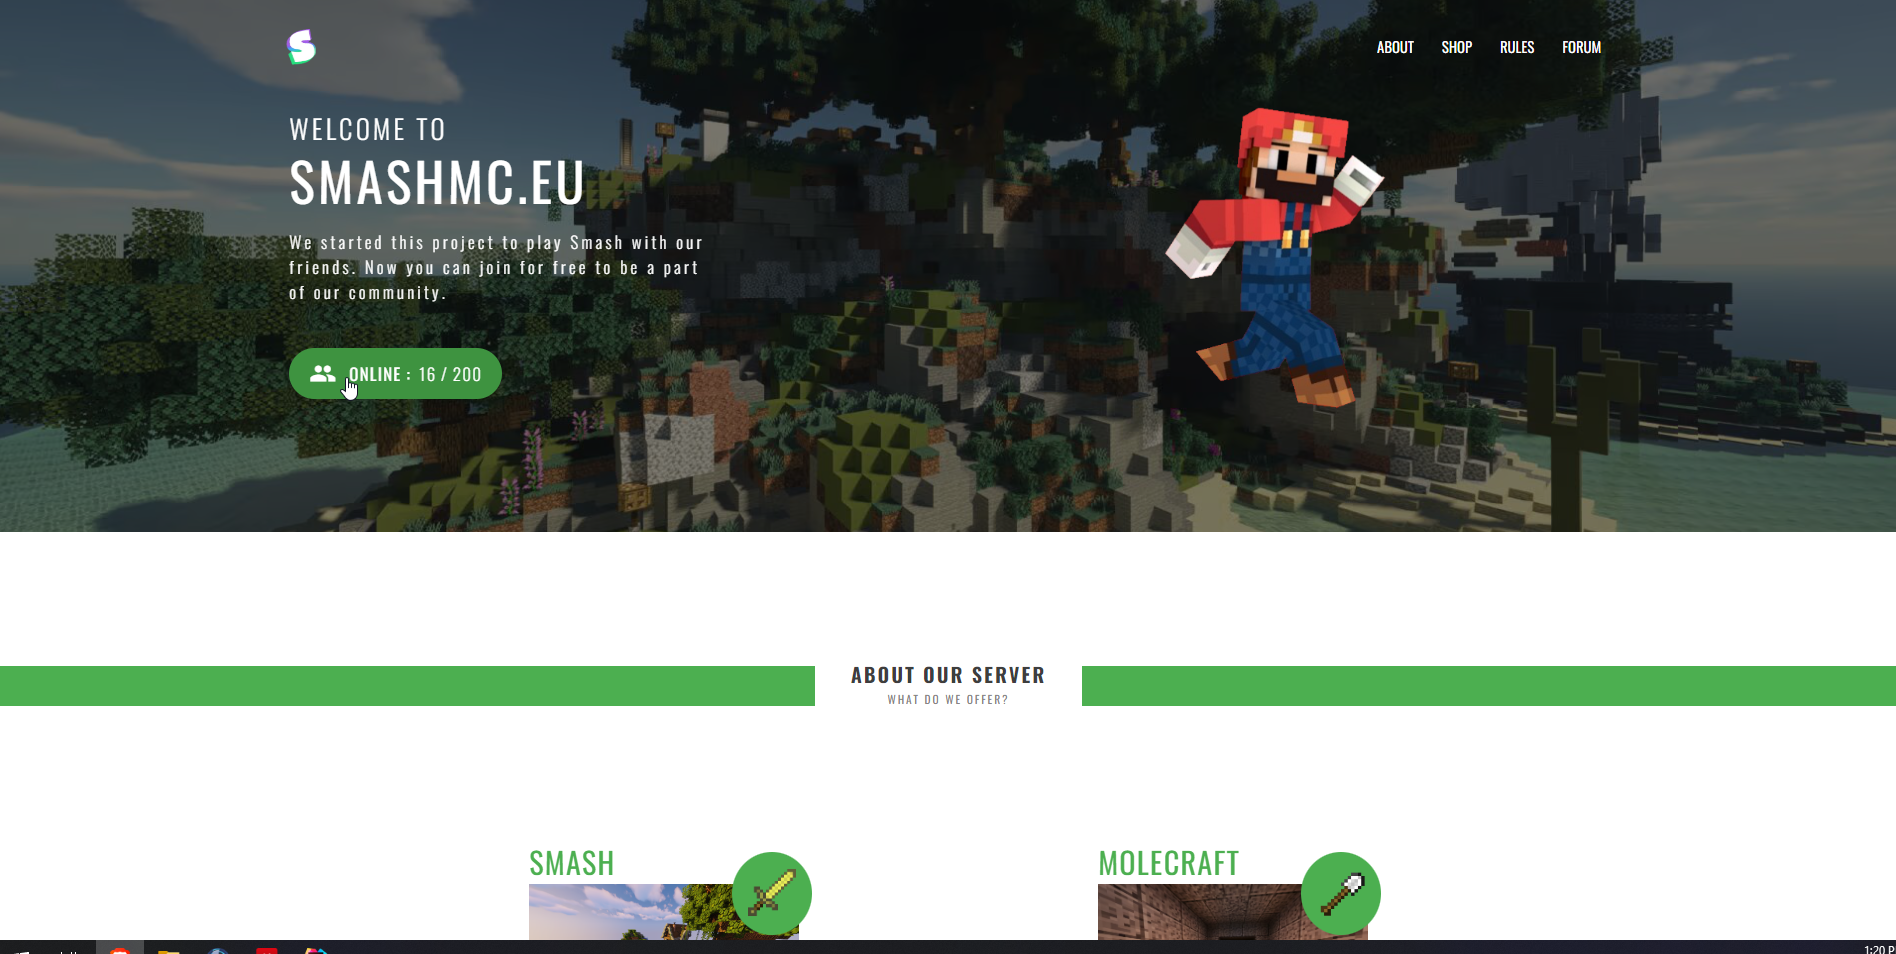 S
ABOUT SHOP RULES FORUM
WELCOME TO
SMASHMC.EU
We started this project to play Smash with our
friends. Now you can join for free to be a part
of our community.
ONLINE : 16 / 200
ABOUT OUR SERVER
WHAT DO WE OFFER?
SMASH
MOLECRAFT
1:20 P